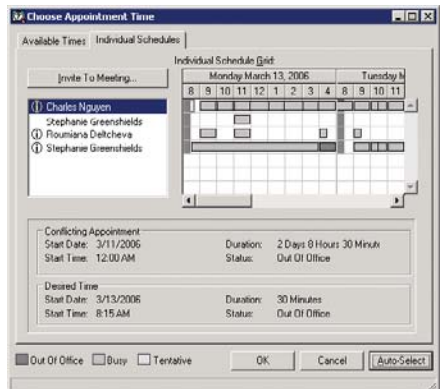 Choose Appointment Time
Available Times Individual Schedules
Individual Schedule Grid:
Invite To Meeting...
Monday March 13, 2006 Tuesday M
8 9 10 11 12 1 2 3 4 8 9 10 11
Charles Nguyen
Stephanie Greenshields
Roumiana Deltcheva
Stephanie Greenshields
Conflicting Appointment
Start Date: 3/11/2006 Duration: 2 Days 8 Hours 30 Minute
Start Time: 12:00 AM Status: Out Of Office
Desired Time
Start Date: 3/13/2006 Duration: 30 Minutes
Start Time: 8:15 AM Status: Out Of Office
Out Of Office Busy Tentative OK Cancel Auto-Select